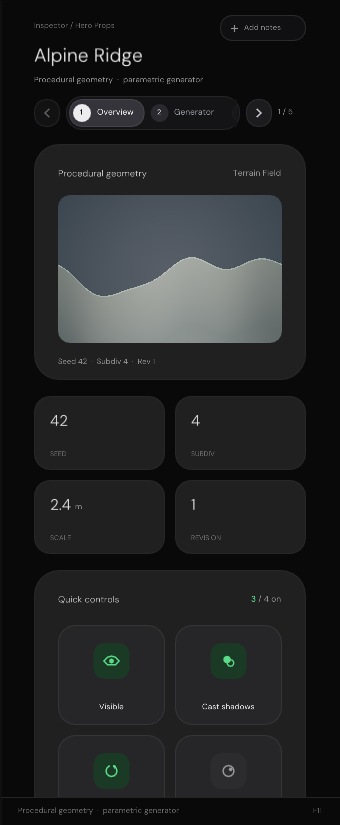 Inspector / Hero Props
Add notes
Alpine Ridge
Procedural geometry · parametric generator
1 Overview 2 Generator 1 / 5
Procedural geometry Terrain Field
Seed 42 · Subdiv 4 · Rev 1
42
SEED
4
SUBDIV
2.4 m
SCALE
1
REVISION
Quick controls 3 / 4 on
Visible
Cast shadows
Procedural geometry · parametric generator